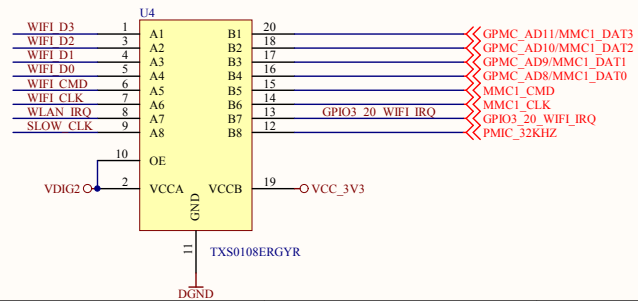 U4
WIFI_D3 1 A1 B1 20 GPMC_AD11/MMC1_DAT3
WIFI_D2 3 A2 B2 18 GPMC_AD10/MMC1_DAT2
WIFI_D1 4 A3 B3 17 GPMC_AD9/MMC1_DAT1
WIFI_D0 5 A4 B4 16 GPMC_AD8/MMC1_DAT0
WIFI_CMD 6 A5 B5 15 MMC1_CMD
WIFI_CLK 7 A6 B6 14 MMC1_CLK
WLAN_IRQ 8 A7 B7 13 GPIO3_20_WIFI_IRQ GPIO3_20_WIFI_IRQ
SLOW_CLK 9 A8 B8 12 PMIC_32KHZ
10 OE
VDIG2 2 VCCA VCCB 19 VCC_3V3
GND
11 TXS0108ERGYR
DGND